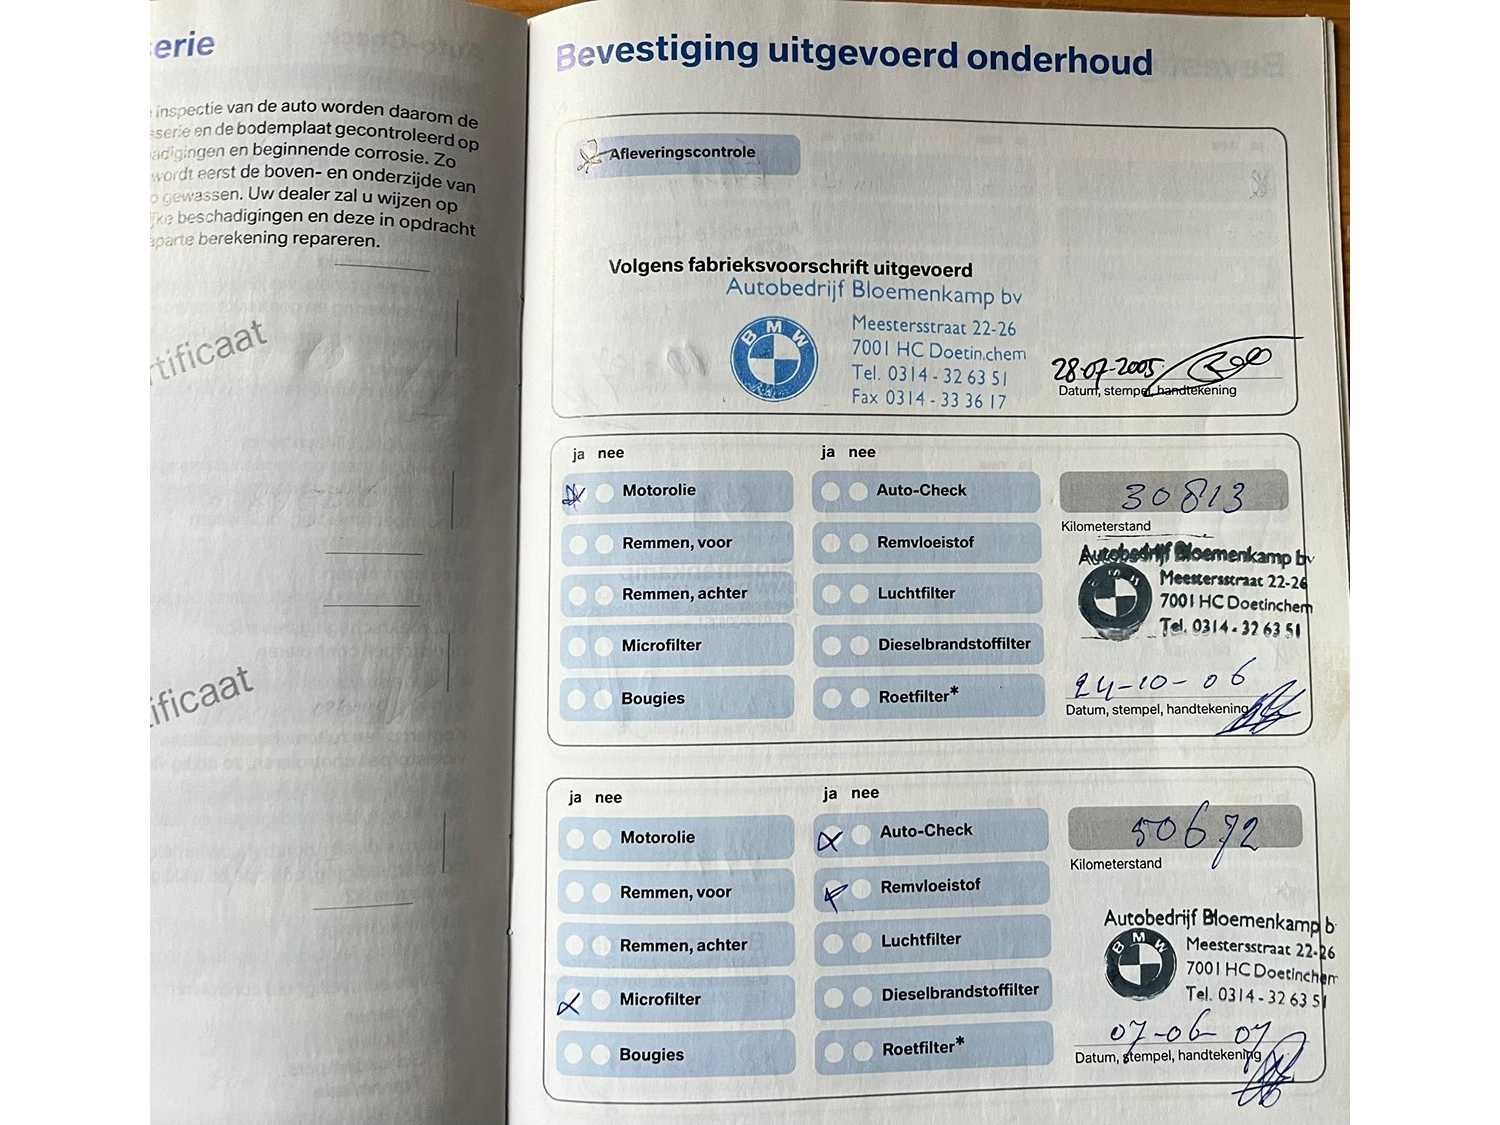 serie
inspectie van de auto worden daarom de
en de bodemplaat gecontroleerd op
en beginnende corrosie. Zo
wordt eerst de boven- en onderzijde van
gewassen. Uw dealer zal u wijzen op
beschadigingen en deze in opdracht
aparte berekening repareren.
rtificaat
tificaat
Bevestiging uitgevoerd onderhoud
Afleveringscontrole
Volgens fabrieksvoorschrift uitgevoerd
Autobedrijf Bloemenkamp bv
BMW
Meestersstraat 22-26
7001 HC Doetinchem
Tel. 0314 - 32 63 51
Fax 0314 - 33 36 17
28-07-2005
Datum, stempel, handtekening
ja nee
Motorolie
Remmen, voor
Remmen, achter
Microfilter
Bougies
ja nee
Auto-Check
Remvloeistof
Luchtfilter
Dieselbrandstoffilter
Roetfilter*
30813
Kilometerstand
Autobedrijf Bloemenkamp bv
Meestersstraat 22-26
7001 HC Doetinchem
Tel. 0314 - 32 63 51
24-10-06
Datum, stempel, handtekening
ja nee
Motorolie
Remmen, voor
Remmen, achter
Microfilter
Bougies
ja nee
Auto-Check
Remvloeistof
Luchtfilter
Dieselbrandstoffilter
Roetfilter*
50672
Kilometerstand
Autobedrijf Bloemenkamp b
BMW
Meestersstraat 22-26
7001 HC Doetinchem
Tel. 0314 - 32 63 51
07-06-07
Datum, stempel, handtekening